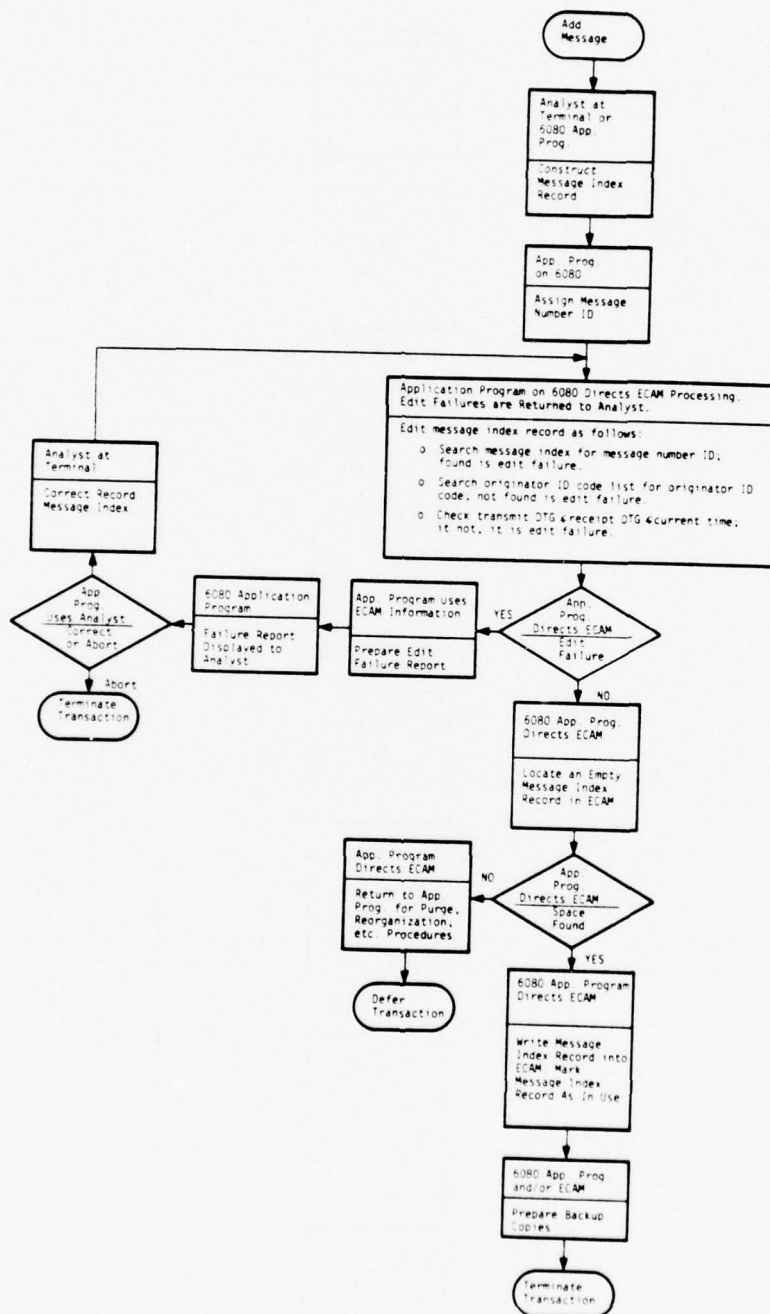 Add
Message
Analyst at
Terminal or
6080 App.
Prog.
Construct
Message Index
Record
App. Prog.
on 6080
Assign Message
Number ID
Application Program on 6080 Directs ECAM Processing.
Edit Failures are Returned to Analyst.
Edit message index record as follows:
o Search message index for message number ID;
found is edit failure.
o Search originator ID code list for originator ID
code; not found is edit failure.
o Check transmit DTG ≤ receipt DTG ≤ current time;
it not, it is edit failure.
Analyst at
Terminal
Correct Record
Message Index
App.
Prog.
Uses Analyst
Correct
or Abort
Abort
Terminate
Transaction
6080 Application
Program
Failure Report
Displayed to
Analyst
App. Program Uses
ECAM Information
Prepare Edit
Failure Report
YES
App.
Prog.
Directs ECAM
Edit
Failure
NO
6080 App. Prog.
Directs ECAM
Locate an Empty
Message Index
Record in ECAM
App. Program
Directs ECAM
Return to App.
Prog. for Purge,
Reorganization,
etc. Procedures
Defer
Transaction
NO
App.
Prog.
Directs ECAM
Space
Found
YES
6080 App. Program
Directs ECAM
Write Message
Index Record into
ECAM. Mark
Message Index
Record As In Use
6080 App. Prog
and/or ECAM
Prepare Backup
Copies
Terminate
Transaction